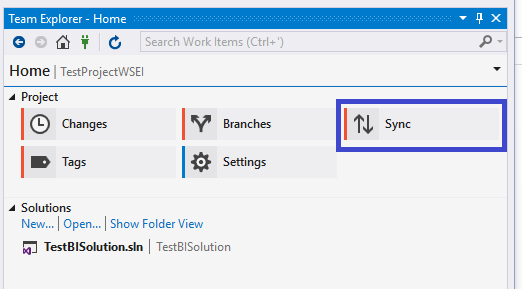 Team Explorer - Home
Search Work Items (Ctrl+')
Home | TestProjectWSEI
Project
Changes
Branches
Sync
Tags
Settings
Solutions
New... | Open... | Show Folder View
TestBISolution.sln | TestBISolution